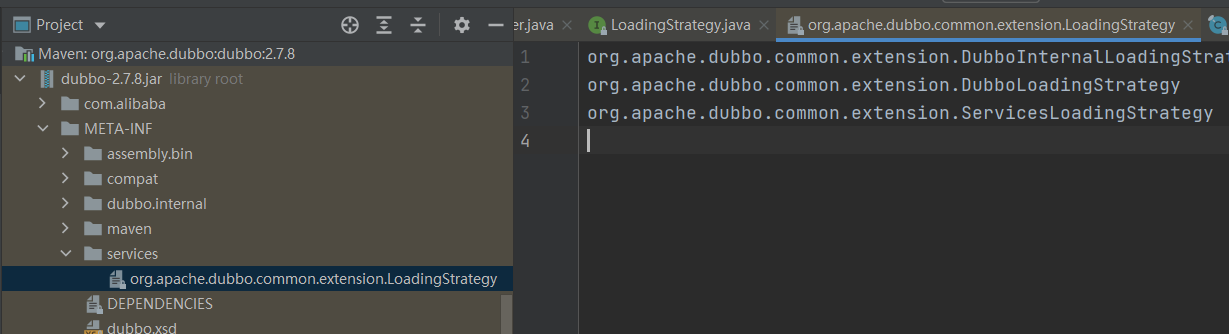 Project
Maven: org.apache.dubbo:dubbo:2.7.8
dubbo-2.7.8.jar library root
com.alibaba
META-INF
assembly.bin
compat
dubbo.internal
maven
services
org.apache.dubbo.common.extension.LoadingStrategy
DEPENDENCIES
dubbo.xsd
er.java
LoadingStrategy.java
org.apache.dubbo.common.extension.LoadingStrategy
1 org.apache.dubbo.common.extension.DubboInternalLoadingStrat
2 org.apache.dubbo.common.extension.DubboLoadingStrategy
3 org.apache.dubbo.common.extension.ServicesLoadingStrategy
4